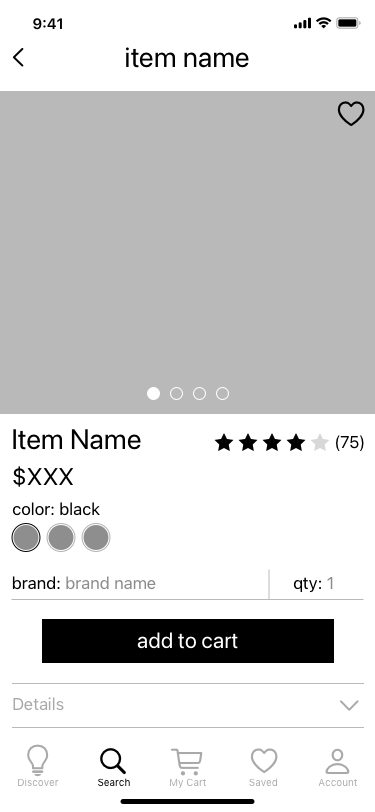 9:41
item name
Item Name
(75)
$XXX
color: black
brand: brand name
qty: 1
add to cart
Details
Discover
Search
My Cart
Saved
Account